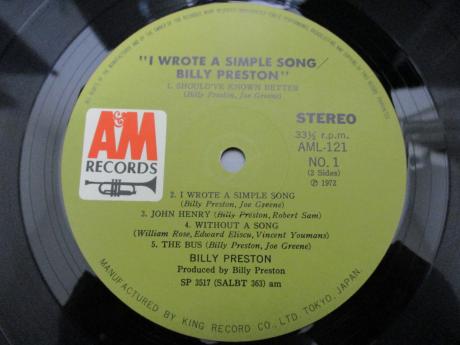 "I WROTE A SIMPLE SONG/
BILLY PRESTON"
1. SHOULD'VE KNOWN BETTER
(Billy Preston, Joe Greene)
A&M
RECORDS
STEREO
33⅓ r.p.m.
AML-121
NO. 1
(2 Sides)
℗ 1972
2. I WROTE A SIMPLE SONG
(Billy Preston, Joe Greene)
3. JOHN HENRY (Billy Preston, Robert Sam)
4. WITHOUT A SONG
(William Rose, Edward Eliscu, Vincent Youmans)
5. THE BUS (Billy Preston, Joe Greene)
BILLY PRESTON
Produced by Billy Preston
SP 3517 (SALBT 363) am
MANUFACTURED BY KING RECORD CO., LTD. TOKYO, JAPAN.